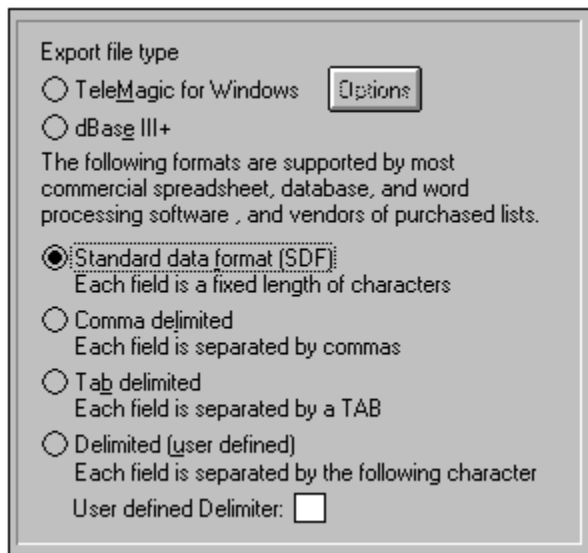 Export file type
TeleMagic for Windows Options
dBase III+
The following formats are supported by most
commercial spreadsheet, database, and word
processing software , and vendors of purchased lists.
Standard data format (SDF)
Each field is a fixed length of characters
Comma delimited
Each field is separated by commas
Tab delimited
Each field is separated by a TAB
Delimited (user defined)
Each field is separated by the following character
User defined Delimiter: